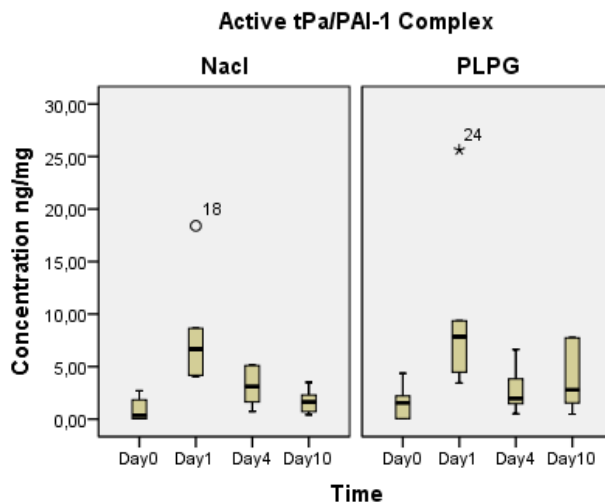 Active tPa/PAI-1 Complex
Nacl
PLPG
Concentration ng/mg
30,00
25,00
20,00
15,00
10,00
5,00
0,00
18
24
Day0 Day1 Day4 Day10
Day0 Day1 Day4 Day10
Time